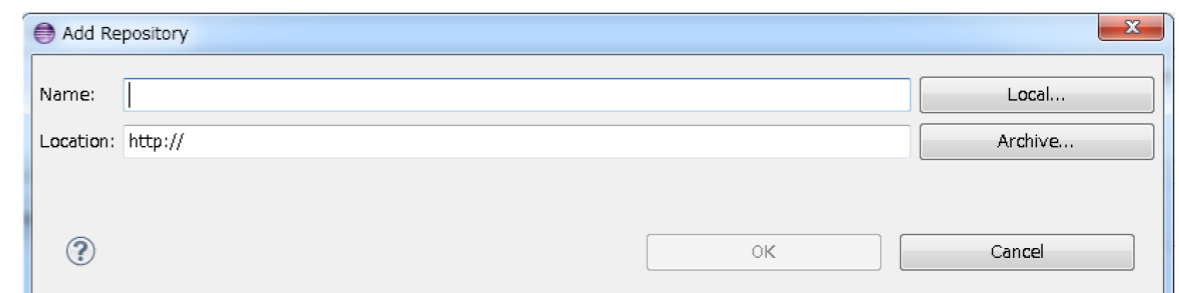 Add Repository
Name: Local...
Location: http:// Archive...
? OK Cancel